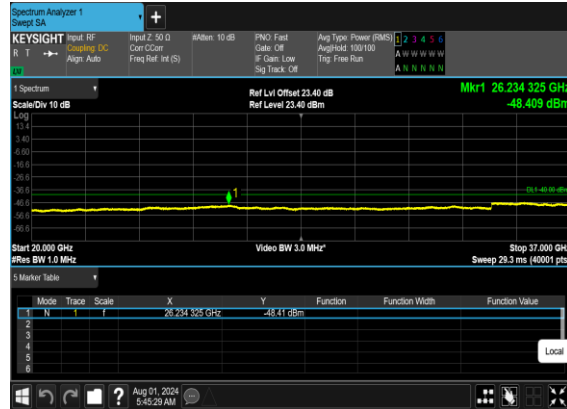 Spectrum Analyzer 1
Swept SA
+
KEYSIGHT Input: RF Input Z: 50 Ω #Atten: 10 dB PNO: Fast Avg Type: Power (RMS) 1 2 3 4 5 6
R T Coupling: DC Corr CCorr Gate: Off Avg|Hold: 100/100 A W W W W W
Align: Auto Freq Ref: Int (S) IF Gain: Low Trig: Free Run
Sig Track: Off A N N N N N
1 Spectrum Ref Lvl Offset 23.40 dB Mkr1 26.234 325 GHz
Scale/Div 10 dB Ref Level 23.40 dBm -48.409 dBm
Log
13.4
3.40
-6.60
-16.6
-26.6
-36.6 1 DL1 -40.00 dBm
-46.6
-56.6
-66.6
Start 20.000 GHz Video BW 3.0 MHz* Stop 37.000 GHz
#Res BW 1.0 MHz Sweep 29.3 ms (40001 pts)
5 Marker Table
Mode Trace Scale X Y Function Function Width Function Value
1 N 1 f 26.234 325 GHz -48.41 dBm
2
3
4
5
6
Local
? Aug 01, 2024
5:45:29 AM